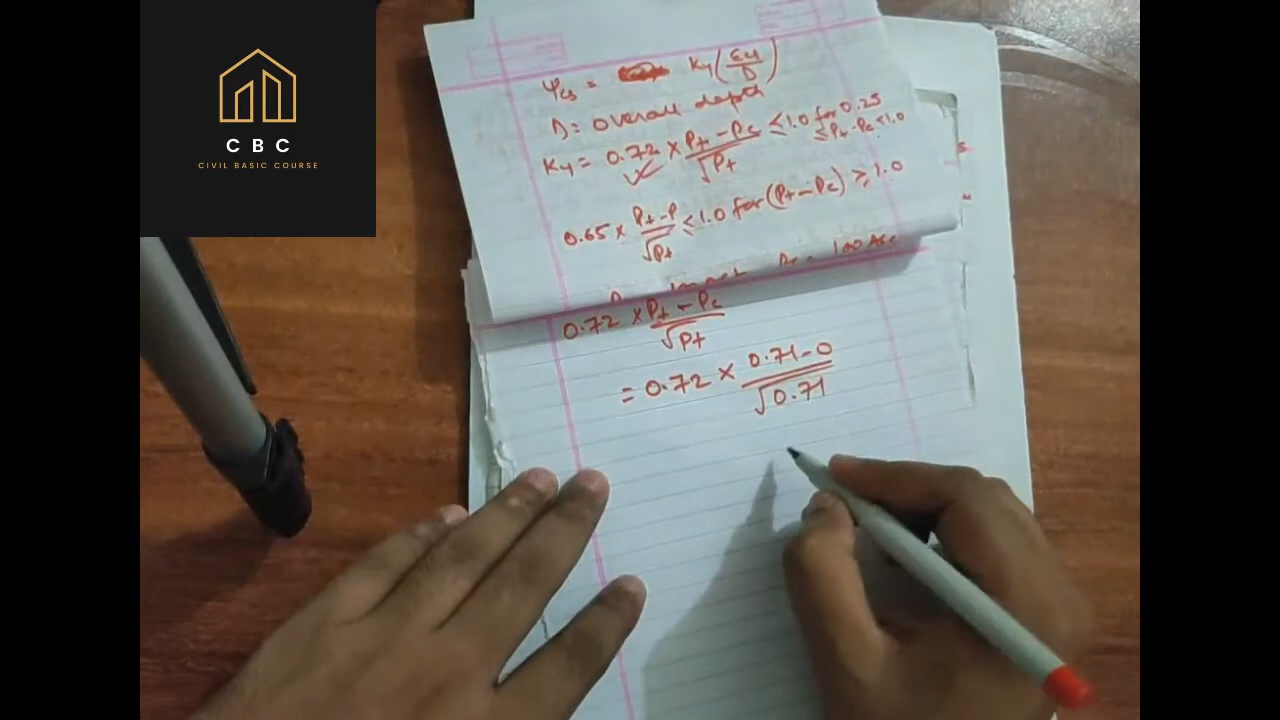 CBC
CIVIL BASIC COURSE
Ψcs = K4 (εcs/D)
D = overall depth
K4 = 0.72 × Pt - Pc/√Pt ≤ 1.0 for 0.25 ≤ Pt - Pc < 1.0
0.65 × Pt - P/√Pt ≤ 1.0 for (Pt - Pc) ≥ 1.0
0.72 × Pt - Pc/√Pt
= 0.72 × 0.71 - 0/√0.71